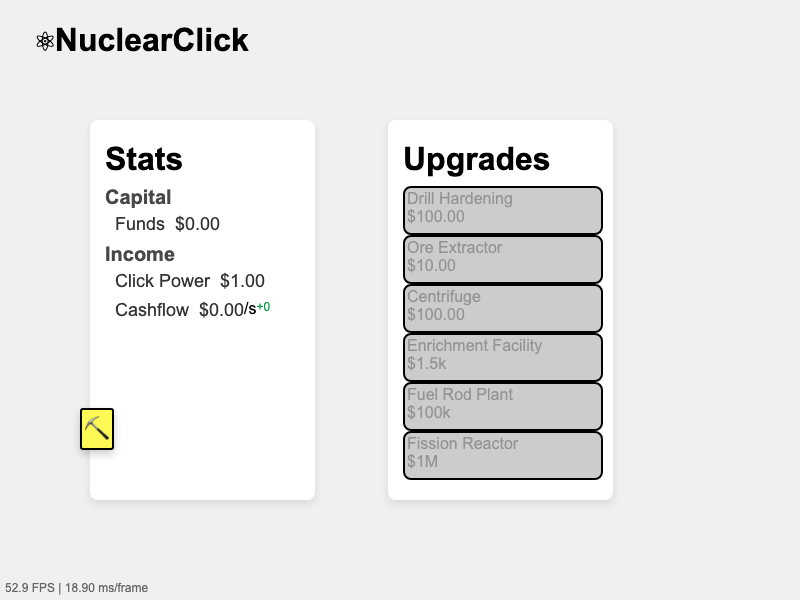 ⚛NuclearClick
Stats
Capital
Funds $0.00
Income
Click Power $1.00
Cashflow $0.00/s+0
Upgrades
Drill Hardening
$100.00
Ore Extractor
$10.00
Centrifuge
$100.00
Enrichment Facility
$1.5k
Fuel Rod Plant
$100k
Fission Reactor
$1M
52.9 FPS | 18.90 ms/frame